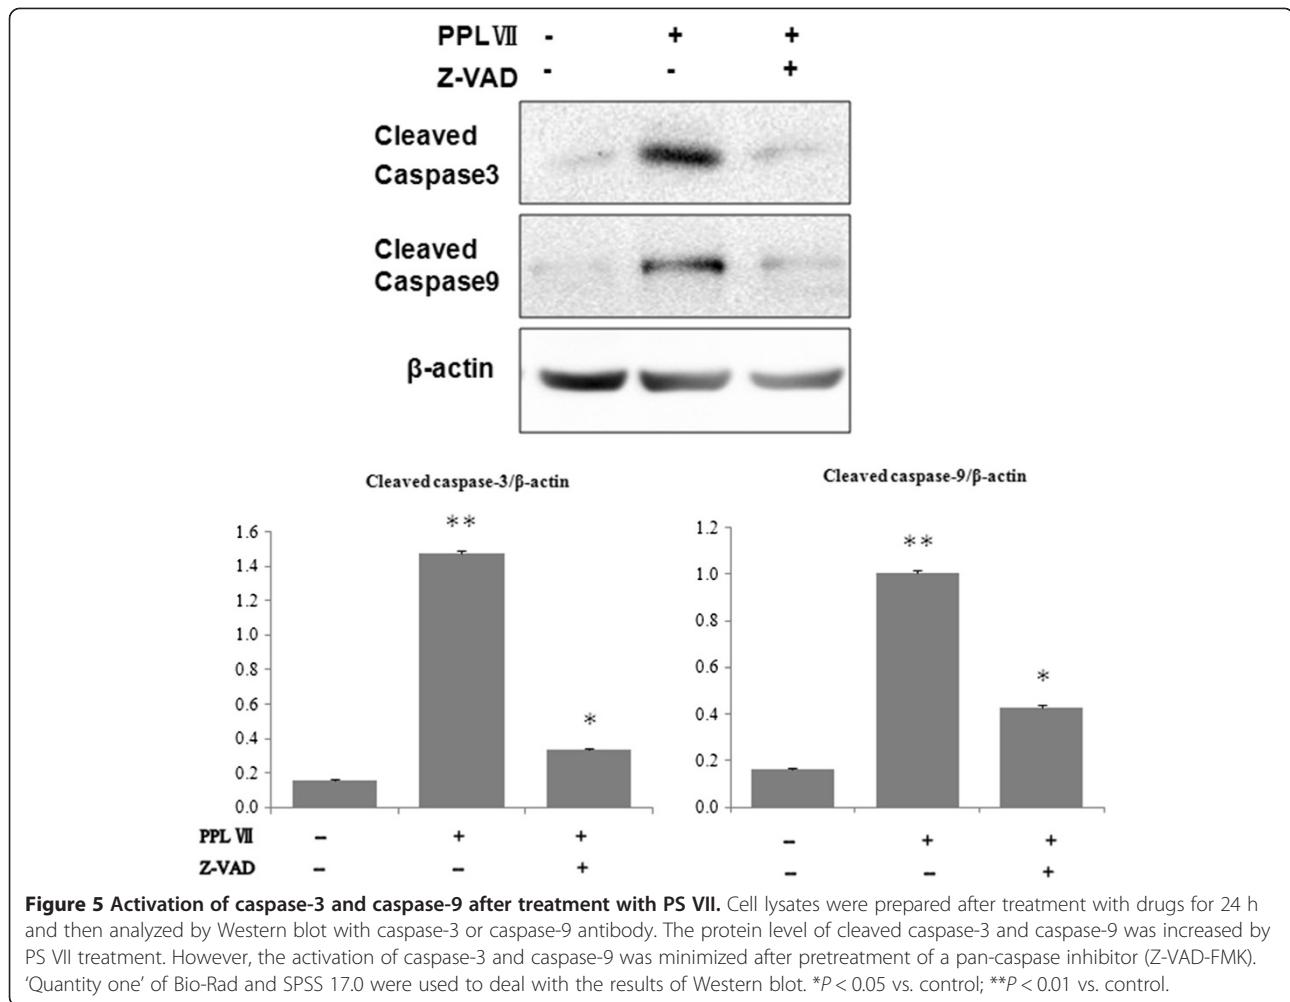 PPL Ⅶ - + +
Z-VAD - - +
Cleaved
Caspase3
Cleaved
Caspase9
β-actin
Cleaved caspase-3/β-actin
**
*
1.6
1.4
1.2
1.0
0.8
0.6
0.4
0.2
0.0
PPL Ⅶ – + +
Z-VAD – – +
Cleaved caspase-9/β-actin
**
*
1.2
1.0
0.8
0.6
0.4
0.2
0.0
– + +
– – +
Figure 5 Activation of caspase-3 and caspase-9 after treatment with PS VII. Cell lysates were prepared after treatment with drugs for 24 h
and then analyzed by Western blot with caspase-3 or caspase-9 antibody. The protein level of cleaved caspase-3 and caspase-9 was increased by
PS VII treatment. However, the activation of caspase-3 and caspase-9 was minimized after pretreatment of a pan-caspase inhibitor (Z-VAD-FMK).
‘Quantity one’ of Bio-Rad and SPSS 17.0 were used to deal with the results of Western blot. *P < 0.05 vs. control; **P < 0.01 vs. control.